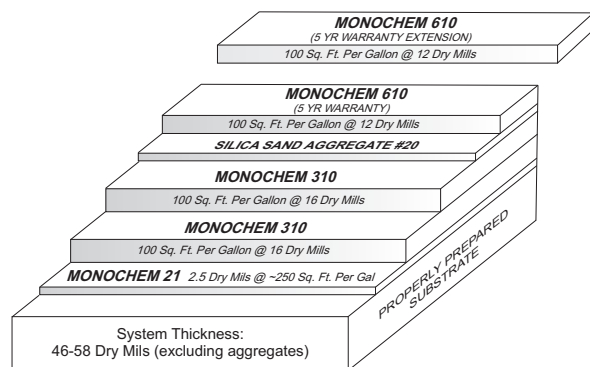 MONOCHEM 610
(5 YR WARRANTY EXTENSION)
100 Sq. Ft. Per Gallon @ 12 Dry Mills
MONOCHEM 610
(5 YR WARRANTY)
100 Sq. Ft. Per Gallon @ 12 Dry Mills
SILICA SAND AGGREGATE #20
MONOCHEM 310
100 Sq. Ft. Per Gallon @ 16 Dry Mills
MONOCHEM 310
100 Sq. Ft. Per Gallon @ 16 Dry Mills
MONOCHEM 21 2.5 Dry Mils @ ~250 Sq. Ft. Per Gal
PROPERLY PREPARED
SUBSTRATE
System Thickness:
46-58 Dry Mils (excluding aggregates)